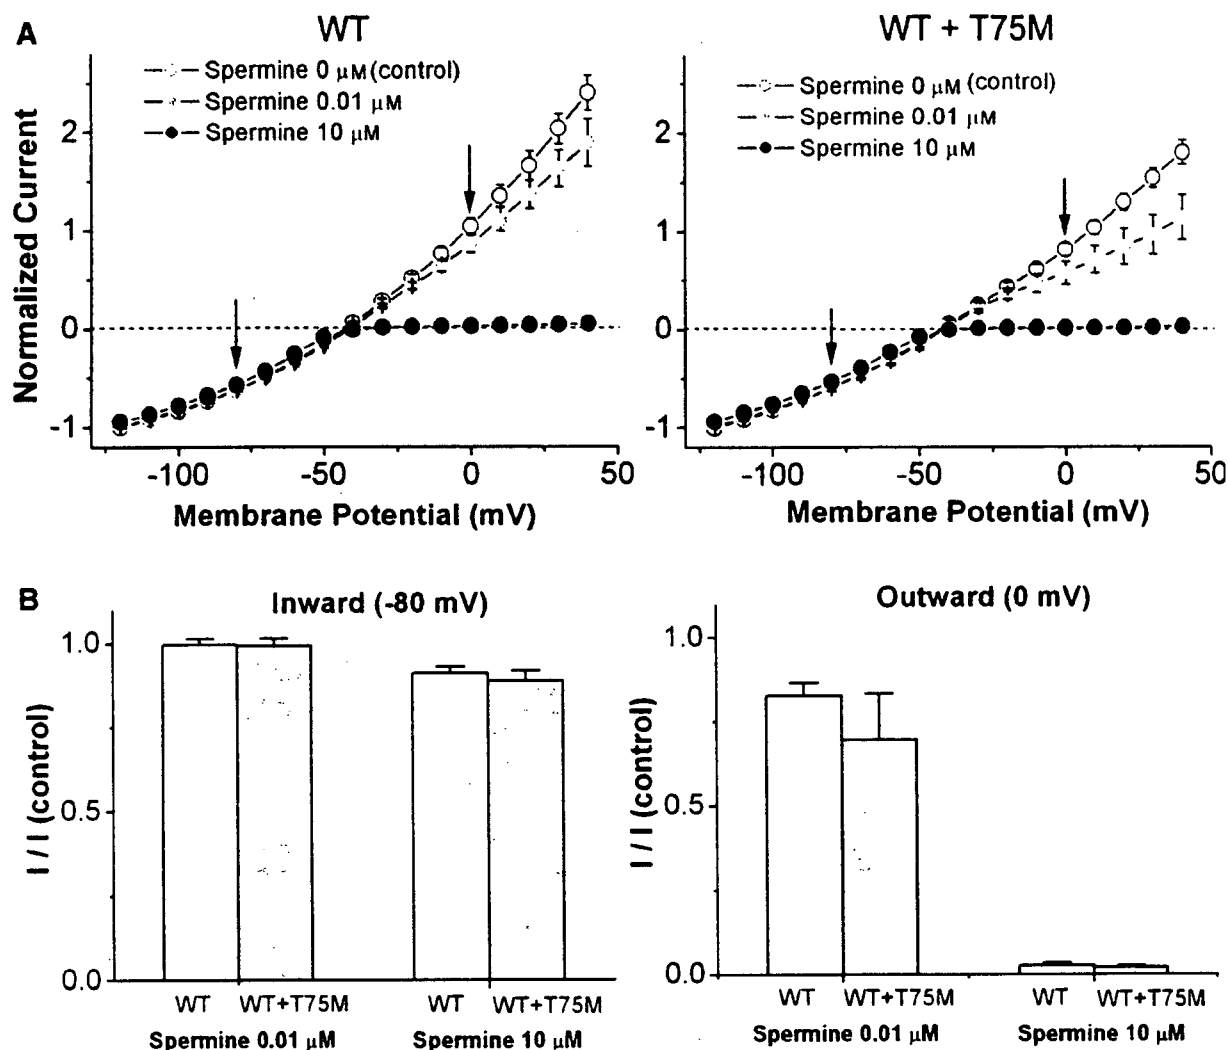 A
WT
WT + T75M
Spermine 0 μM (control)
Spermine 0.01 μM
Spermine 10 μM
Spermine 0 μM (control)
Spermine 0.01 μM
Spermine 10 μM
Normalized Current
2
1
0
-1
2
1
0
-1
-100
-50
0
50
-100
-50
0
50
Membrane Potential (mV)
Membrane Potential (mV)
B
Inward (-80 mV)
Outward (0 mV)
I / I (control)
1.0
0.5
0.0
I / I (control)
1.0
0.5
0.0
WT
WT+T75M
WT
WT+T75M
Spermine 0.01 μM
Spermine 10 μM
WT
WT+T75M
WT
WT+T75M
Spermine 0.01 μM
Spermine 10 μM